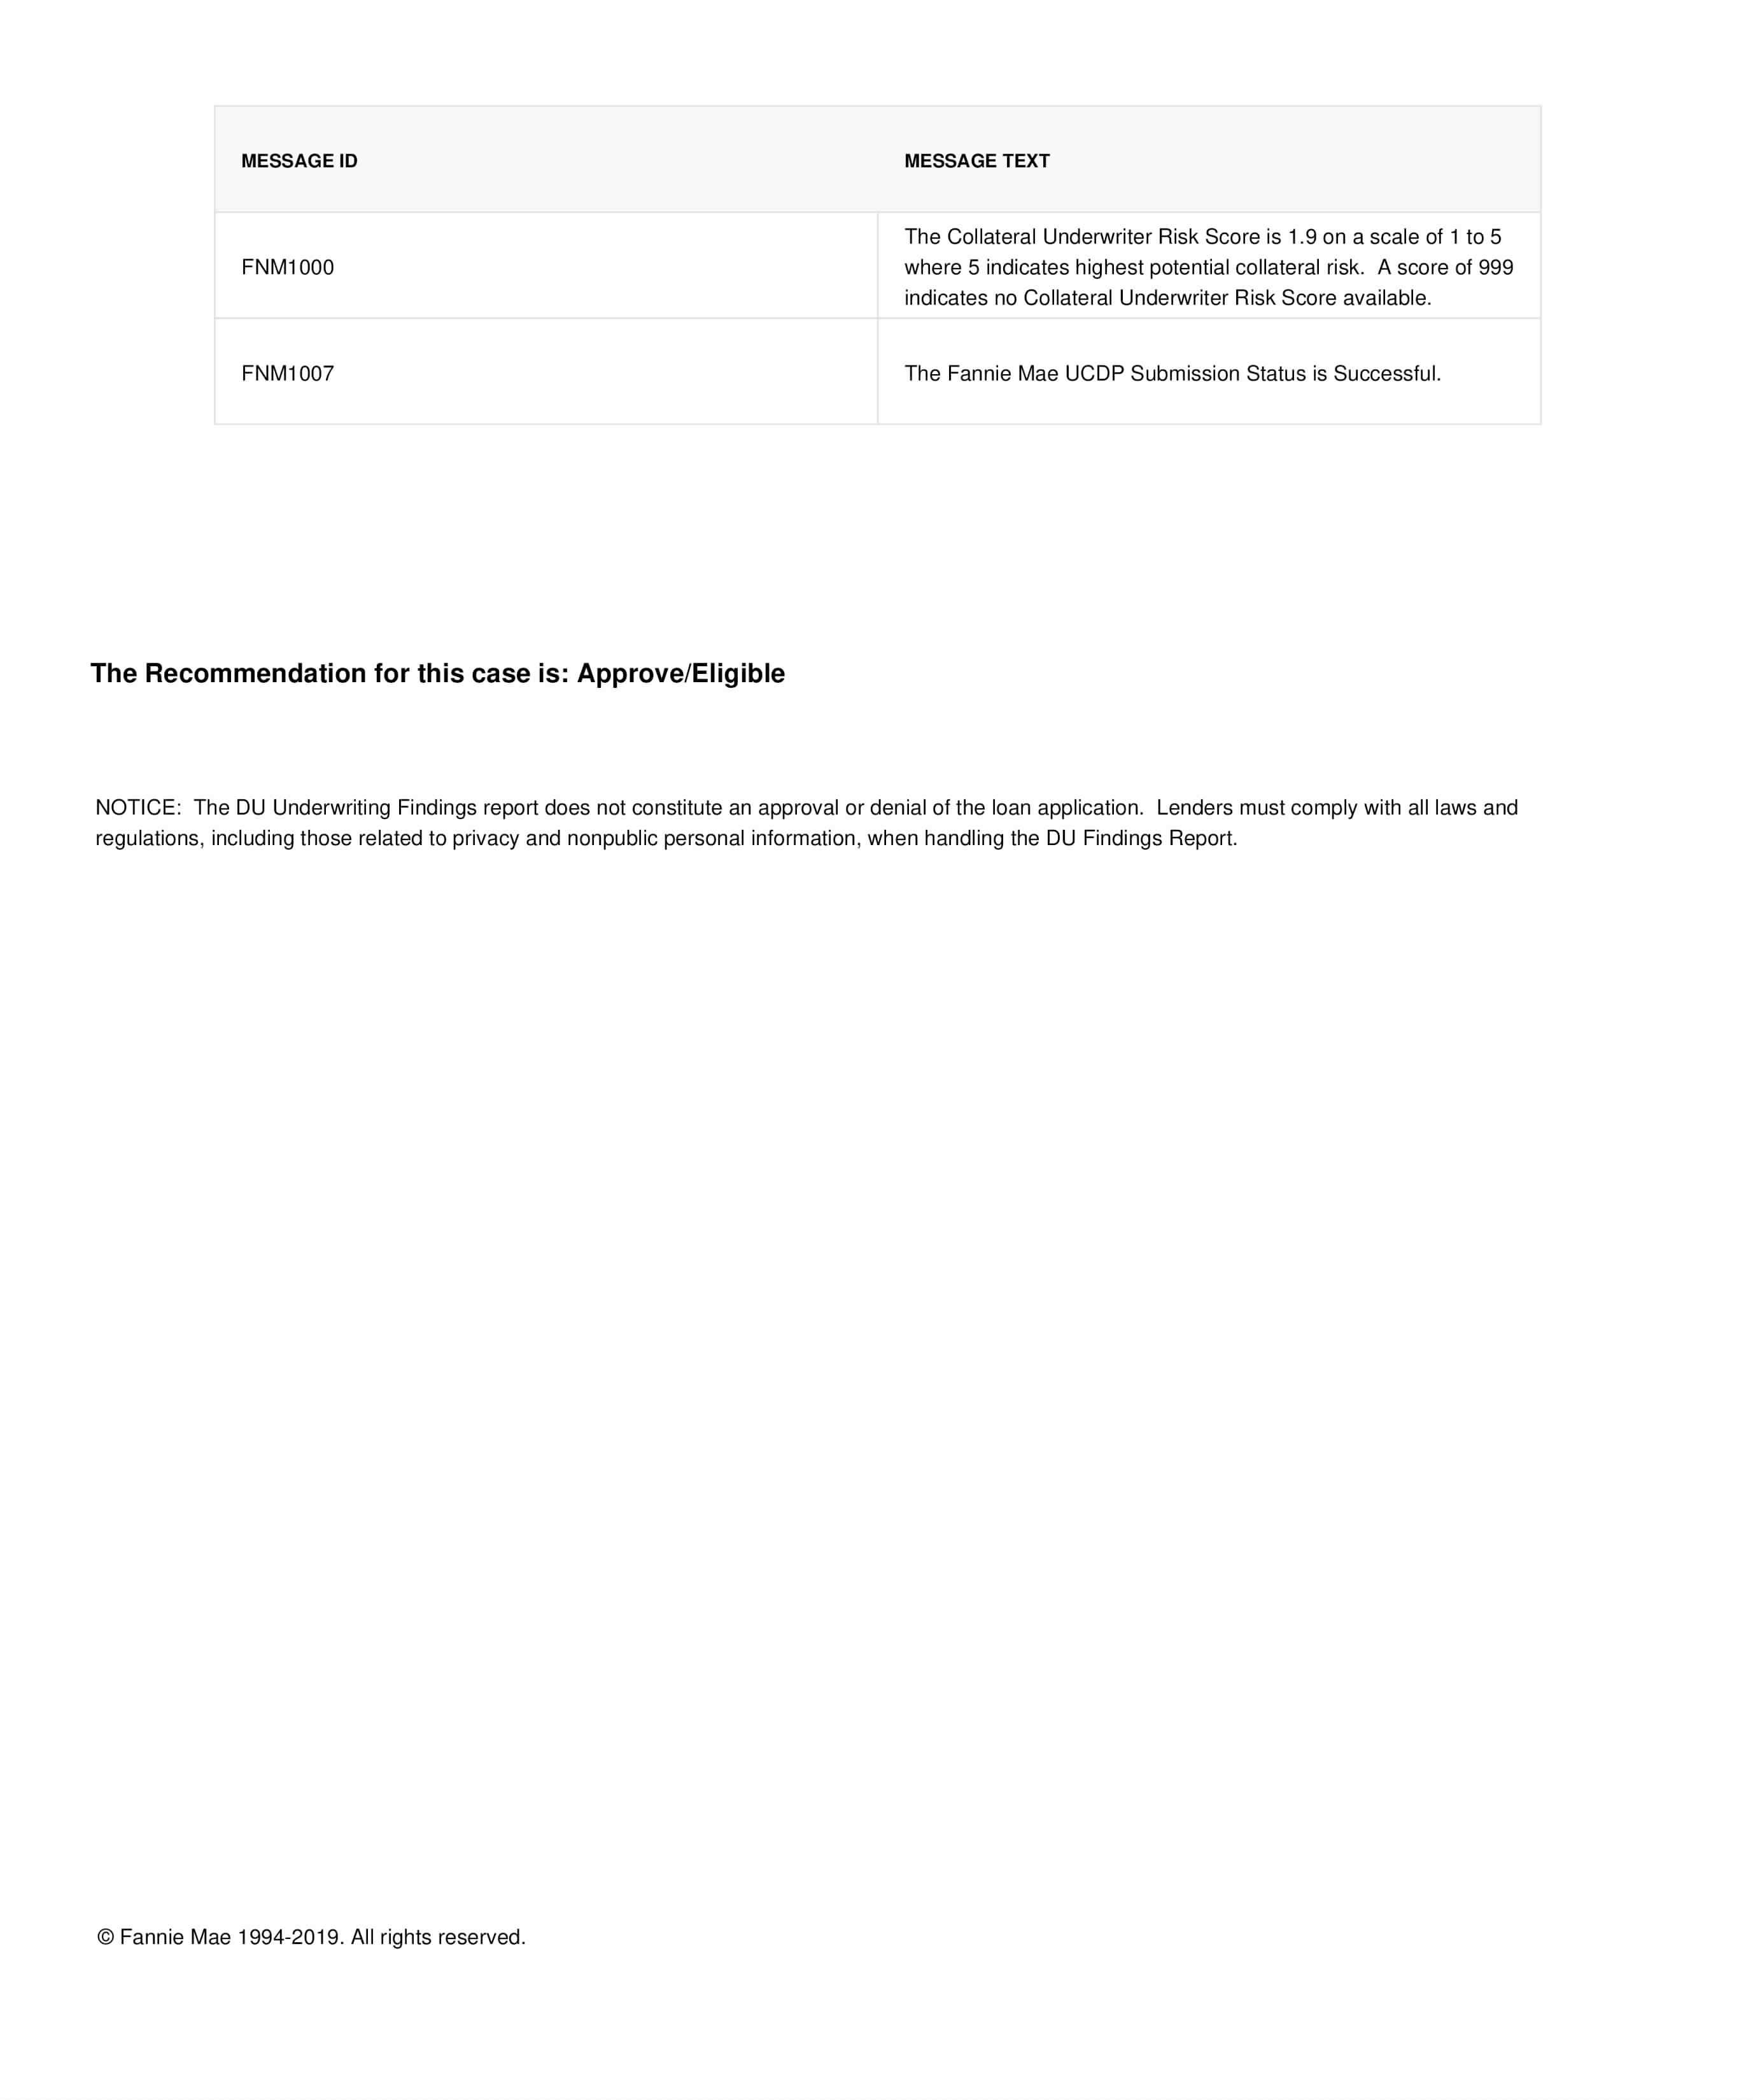 MESSAGE ID MESSAGE TEXT
FNM1000
The Collateral Underwriter Risk Score is 1.9 on a scale of 1 to 5
where 5 indicates highest potential collateral risk.  A score of 999
indicates no Collateral Underwriter Risk Score available.
FNM1007 The Fannie Mae UCDP Submission Status is Successful.
The Recommendation for this case is: Approve/Eligible
NOTICE:  The DU Underwriting Findings report does not constitute an approval or denial of the loan application.  Lenders must comply with all laws and
regulations, including those related to privacy and nonpublic personal information, when handling the DU Findings Report.
© Fannie Mae 1994-2019. All rights reserved.